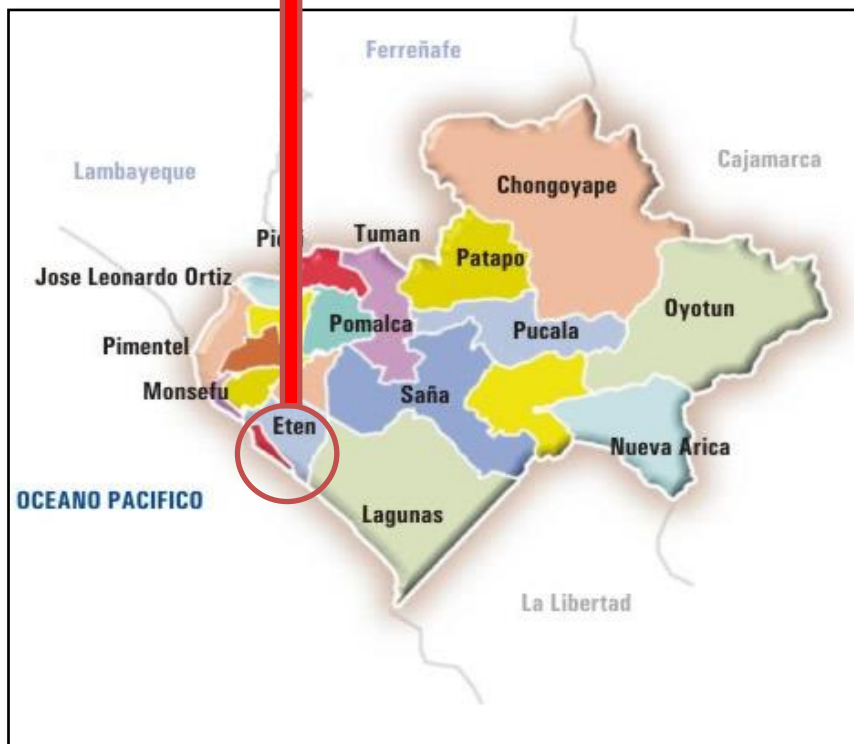 Ferreñafe
Cajamarca
Lambayeque
Chongoyape
Tuman
Patapo
Jose Leonardo Ortiz
Oyotun
Pomalca
Pucala
Pimentel
Monsefu
Saña
Eten
Nueva Arica
OCEANO PACIFICO
Lagunas
La Libertad